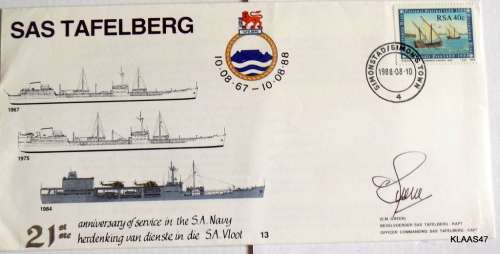 SAS TAFELBERG
10·08·67 – 10·08·88
RSA 40c
SIMONSTAD/SIMON'S TOWN
1988-08-10
4
1967
1975
1984
21st
ste
anniversary of service in the S.A. Navy
herdenking van dienste in die S.A. Vloot
13
BEVELVOERDER SAS TAFELBERG, KAPT
OFFICER COMMANDING SAS TAFELBERG, CAPT
KLAAS47